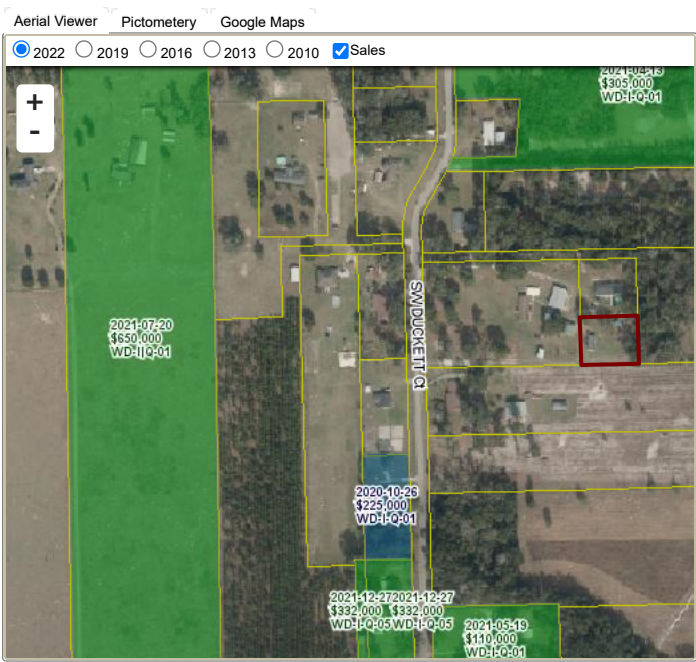 Aerial Viewer Pictometery Google Maps
2022 2019 2016 2013 2010 Sales
+
-
2021-04-13
$305,000
WD-I-Q-01
SW DUCKETT Ct
2021-07-20
$650,000
WD-I-Q-01
2020-10-26
$225,000
WD-I-Q-01
2021-12-27 2021-12-27
$332,000 $332,000
WD-I-Q-05 WD-I-Q-05
2021-05-19
$110,000
WD-I-Q-01